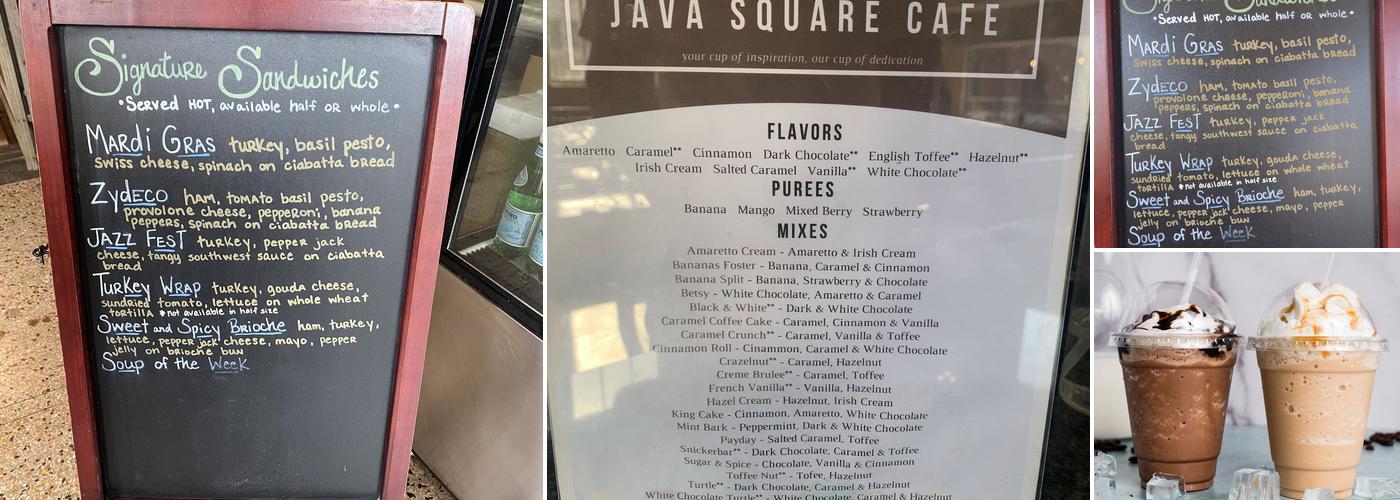 Signature Sandwiches
•Served HOT, available half or whole•
Mardi Gras turkey, basil pesto,
swiss cheese, spinach on ciabatta bread
Zydeco ham, tomato basil pesto,
provolone cheese, pepperoni, banana
peppers, spinach on ciabatta bread
Jazz Fest turkey, pepper jack
cheese, tangy southwest sauce on ciabatta
bread
Turkey Wrap turkey, gouda cheese,
sundried tomato, lettuce on whole wheat
tortilla *not available in half size
Sweet and Spicy Brioche ham, turkey,
lettuce, pepper jack cheese, mayo, pepper
jelly on brioche bun
Soup of the Week
JAVA SQUARE CAFE
your cup of inspiration, our cup of dedication
FLAVORS
Amaretto Caramel** Cinnamon Dark Chocolate** English Toffee** Hazelnut**
Irish Cream Salted Caramel Vanilla** White Chocolate**
PUREES
Banana Mango Mixed Berry Strawberry
MIXES
Amaretto Cream - Amaretto & Irish Cream
Bananas Foster - Banana, Caramel & Cinnamon
Banana Split - Banana, Strawberry & Chocolate
Betsy - White Chocolate, Amaretto & Caramel
Black & White** - Dark & White Chocolate
Caramel Coffee Cake - Caramel, Cinnamon & Vanilla
Caramel Crunch** - Caramel, Vanilla & Toffee
Cinnamon Roll - Cinammon, Caramel & White Chocolate
Crazelnut** - Caramel, Hazelnut
Creme Brulee** - Caramel, Toffee
French Vanilla** - Vanilla, Hazelnut
Hazel Cream - Hazelnut, Irish Cream
King Cake - Cinnamon, Amaretto, White Chocolate
Mint Bark - Peppermint, Dark & White Chocolate
Payday - Salted Caramel, Toffee
Snickerbar** - Dark Chocolate, Caramel & Toffee
Sugar & Spice - Chocolate, Vanilla & Cinnamon
Toffee Nut** - Tofee, Hazelnut
Turtle** - Dark Chocolate, Caramel & Hazelnut
White Chocolate Turtle** - White Chocolate, Caramel & Hazelnut
•Served HOT, available half or whole•
Mardi Gras turkey, basil pesto,
swiss cheese, spinach on ciabatta bread
Zydeco ham, tomato basil pesto,
provolone cheese, pepperoni, banana
peppers, spinach on ciabatta bread
Jazz Fest turkey, pepper jack
cheese, tangy southwest sauce on ciabatta
bread
Turkey Wrap turkey, gouda cheese,
sundried tomato, lettuce on whole wheat
tortilla *not available in half size
Sweet and Spicy Brioche ham, turkey,
lettuce, pepper jack cheese, mayo, pepper
jelly on brioche bun
Soup of the Week